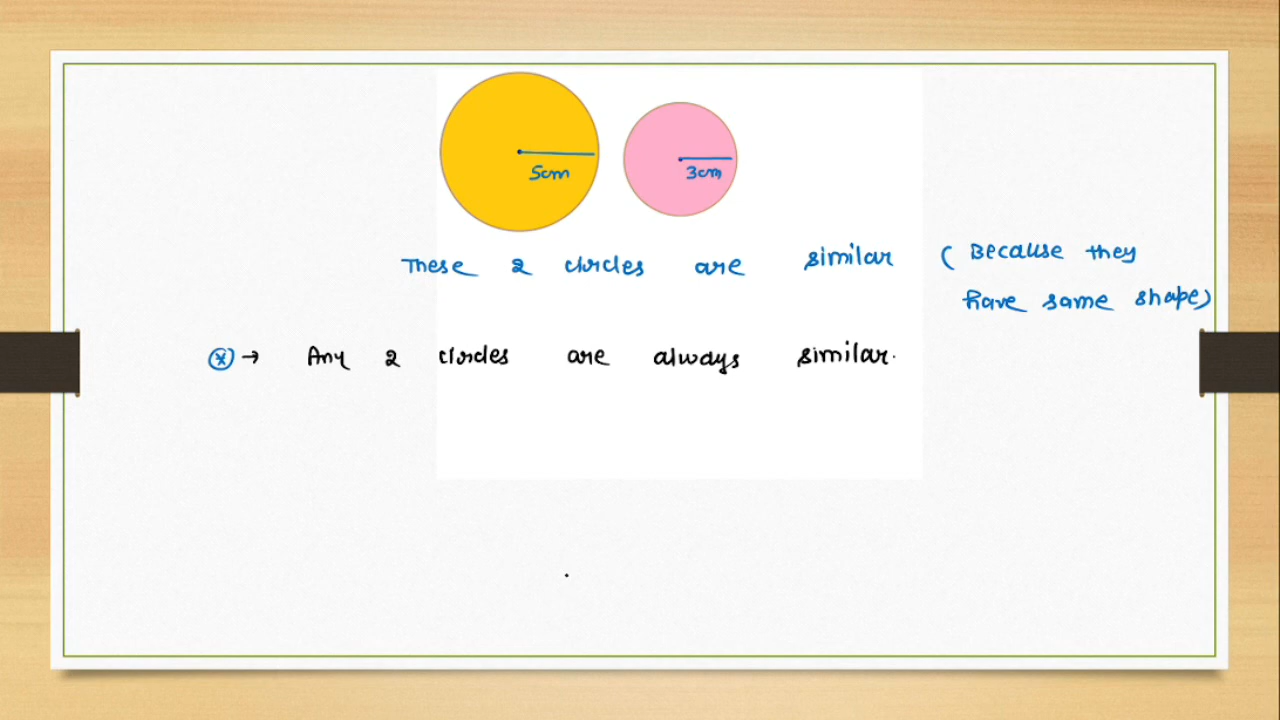 5cm
3cm
These 2 circles are similar ( Because they
have same shape)
* → Any 2 circles are always similar.